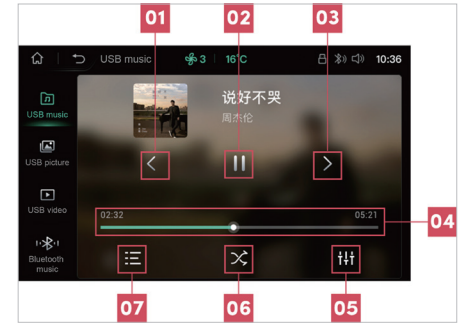 01 02 03
USB music 3 16°C 10:36
USB music
USB picture
USB video
Bluetooth
music
说好不哭
周杰伦
02:32 05:21
04
07 06 05